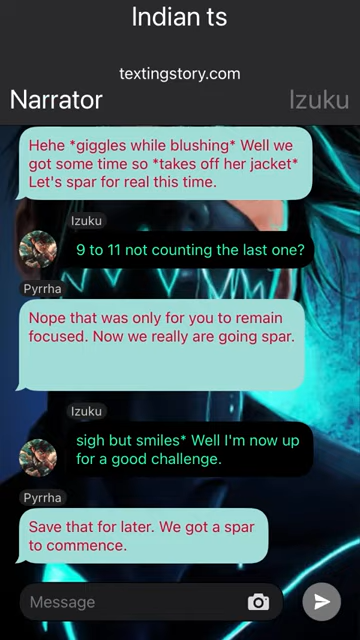 Indian ts
textingstory.com
Narrator
Izuku
Hehe *giggles while blushing* Well we
got some time so *takes off her jacket*
Let's spar for real this time.
Izuku
9 to 11 not counting the last one?
Pyrrha
Nope that was only for you to remain
focused. Now we really are going spar.
Izuku
sigh but smiles* Well I'm now up
for a good challenge.
Pyrrha
Save that for later. We got a spar
to commence.
Message